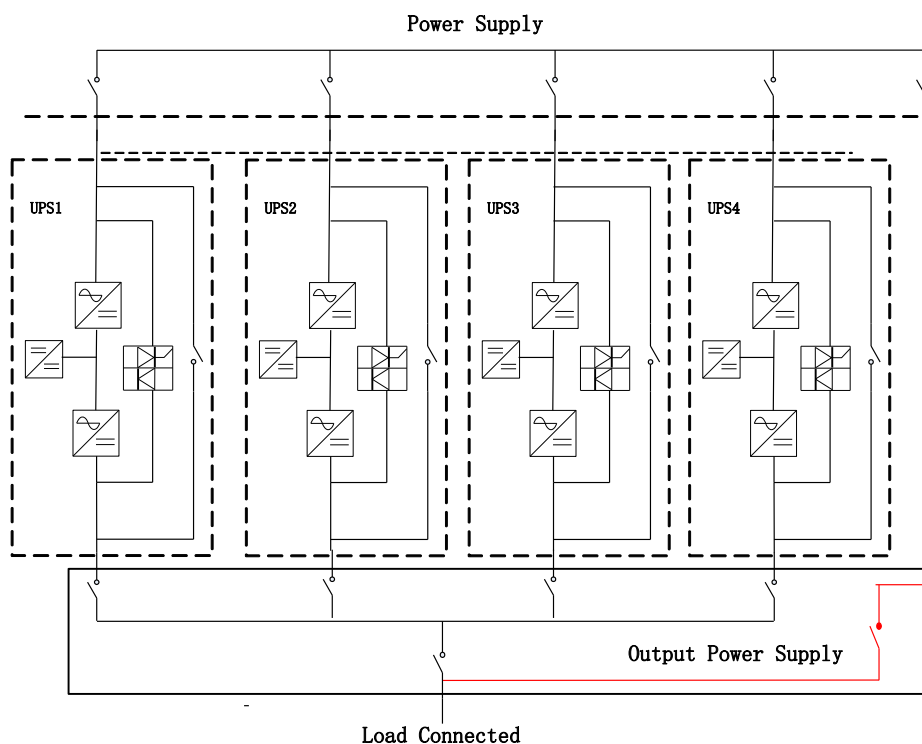 Power Supply
UPS1
UPS2
UPS3
UPS4
Output Power Supply
Load Connected